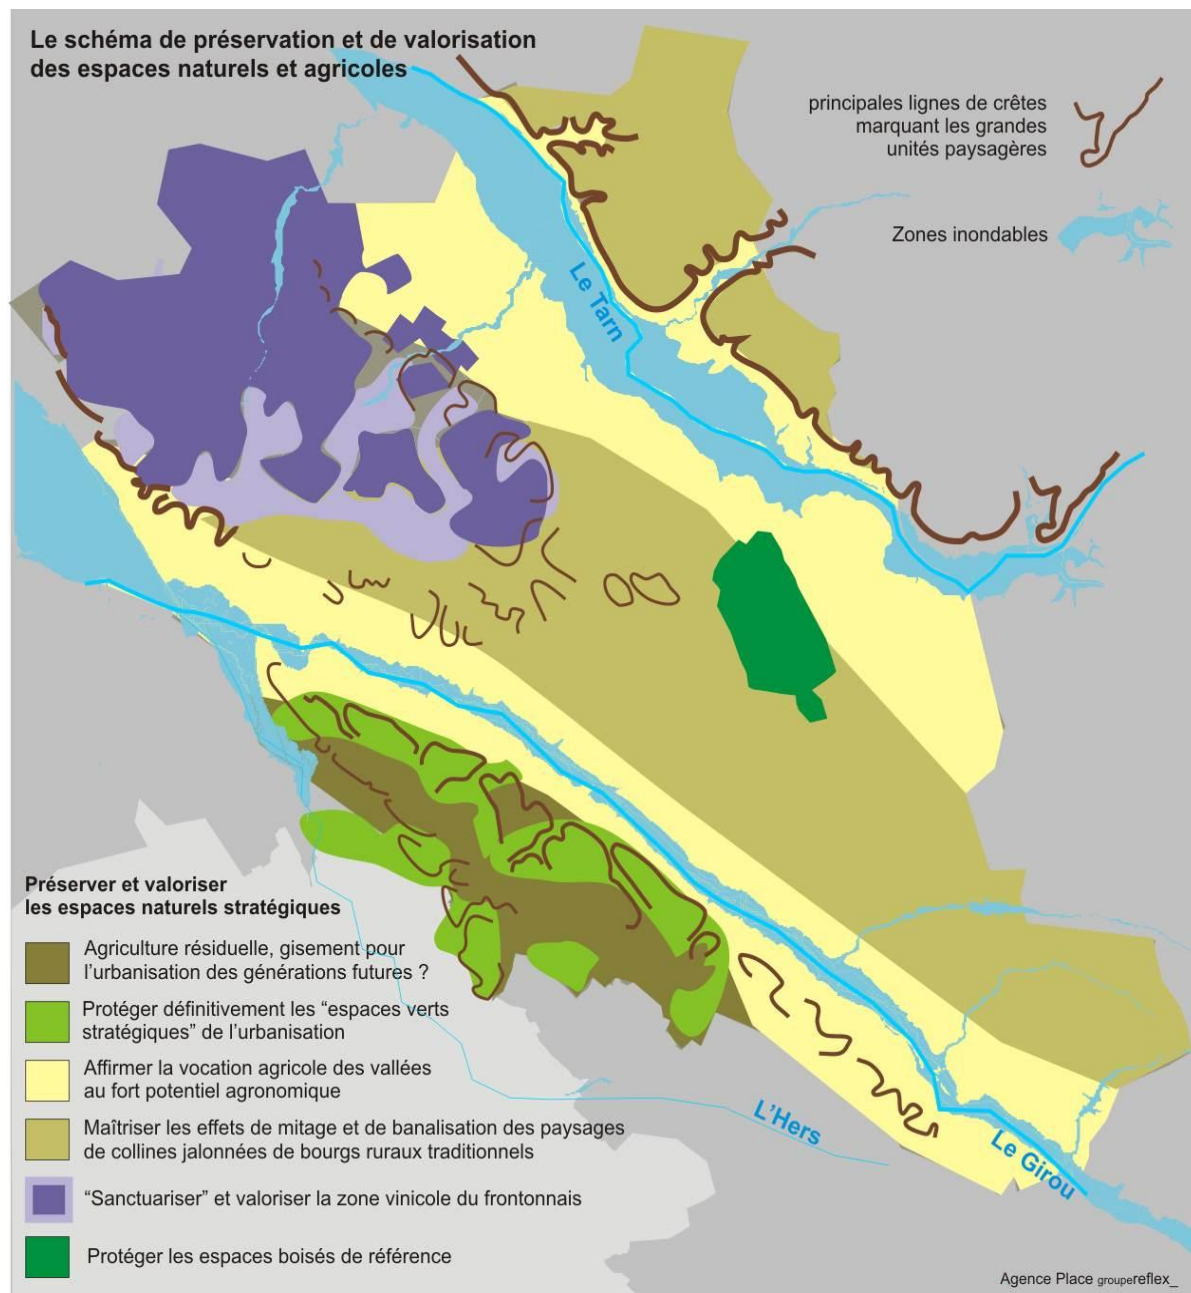 Le schéma de préservation et de valorisation
des espaces naturels et agricoles
principales lignes de crêtes
marquant les grandes
unités paysagères
Zones inondables
Le Tarn
L'Hers
Le Girou
Préserver et valoriser
les espaces naturels stratégiques
Agriculture résiduelle, gisement pour
l'urbanisation des générations futures ?
Protéger définitivement les “espaces verts
stratégiques” de l'urbanisation
Affirmer la vocation agricole des vallées
au fort potentiel agronomique
Maîtriser les effets de mitage et de banalisation des paysages
de collines jalonnées de bourgs ruraux traditionnels
“Sanctuariser” et valoriser la zone vinicole du frontonnais
Protéger les espaces boisés de référence
Agence Place groupereflex_